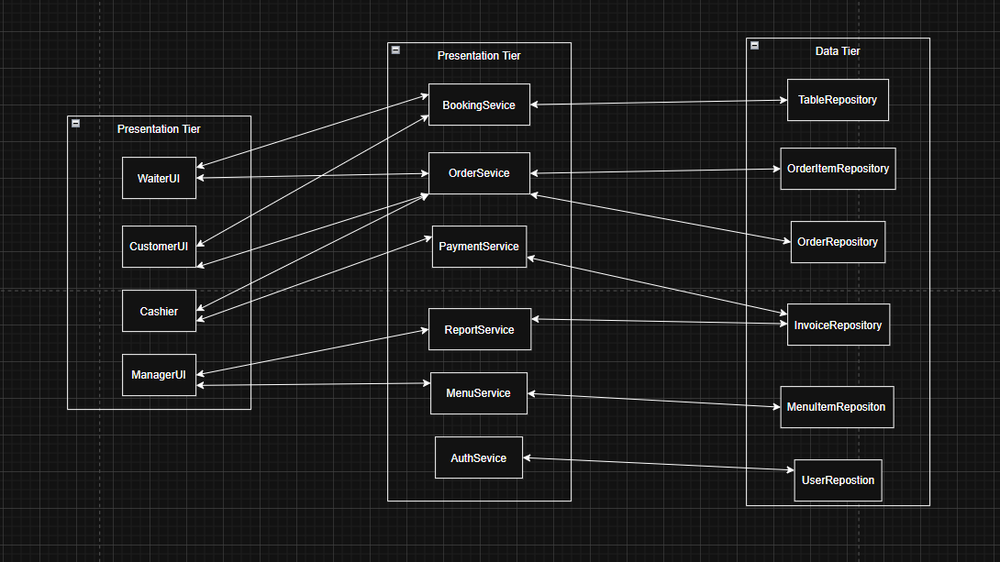 Presentation Tier
WaiterUI
CustomerUI
Cashier
ManagerUI
Presentation Tier
BookingSevice
OrderSevice
PaymentService
ReportService
MenuService
AuthSevice
Data Tier
TableRepository
OrderItemRepository
OrderRepository
InvoiceRepository
MenuItemRepositon
UserRepostion